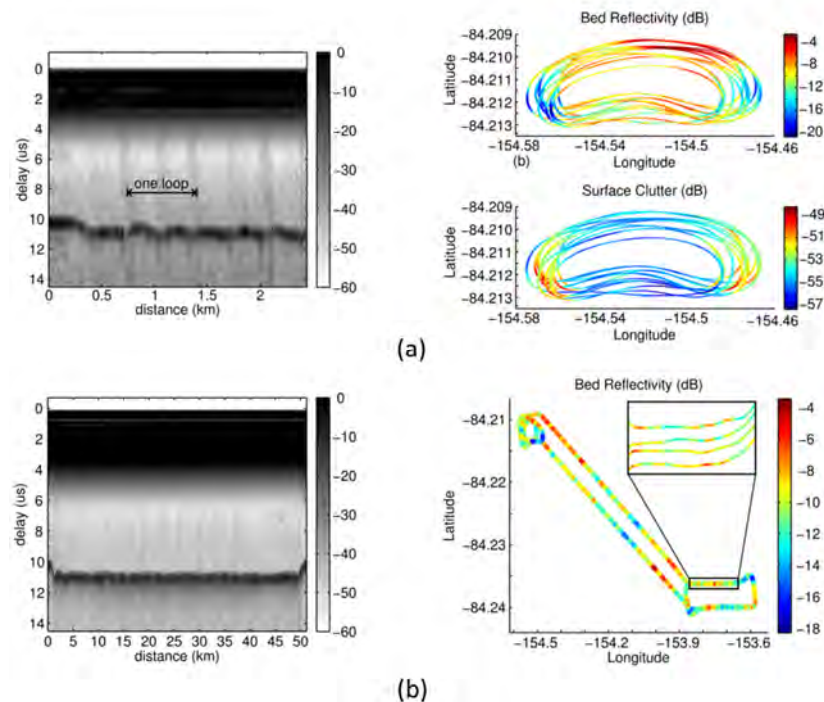 0
2
4
6
8
10
12
14
delay (us)
one loop
0 0.5 1 1.5 2
distance (km)
0
−10
−20
−30
−40
−50
−60
Bed Reflectivity (dB)
−84.209
−84.21
−84.211
−84.212
−84.213
Latitude
−154.58 −154.54 −154.5 −154.46
(b)
Longitude
−4
−8
−12
−16
−20
Surface Clutter (dB)
−84.209
−84.21
−84.211
−84.212
−84.213
Latitude
−154.58 −154.54 −154.5 −154.46
Longitude
−49
−51
−53
−55
−57
(a)
0
2
4
6
8
10
12
14
delay (us)
0 5 10 15 20 25 30 35 40 45 50
distance (km)
0
−10
−20
−30
−40
−50
−60
Bed Reflectivity (dB)
−84.21
−84.22
−84.23
−84.24
Latitude
−154.5 −154.2 −153.9 −153.6
Longitude
−4
−6
−8
−10
−12
−14
−16
−18
(b)